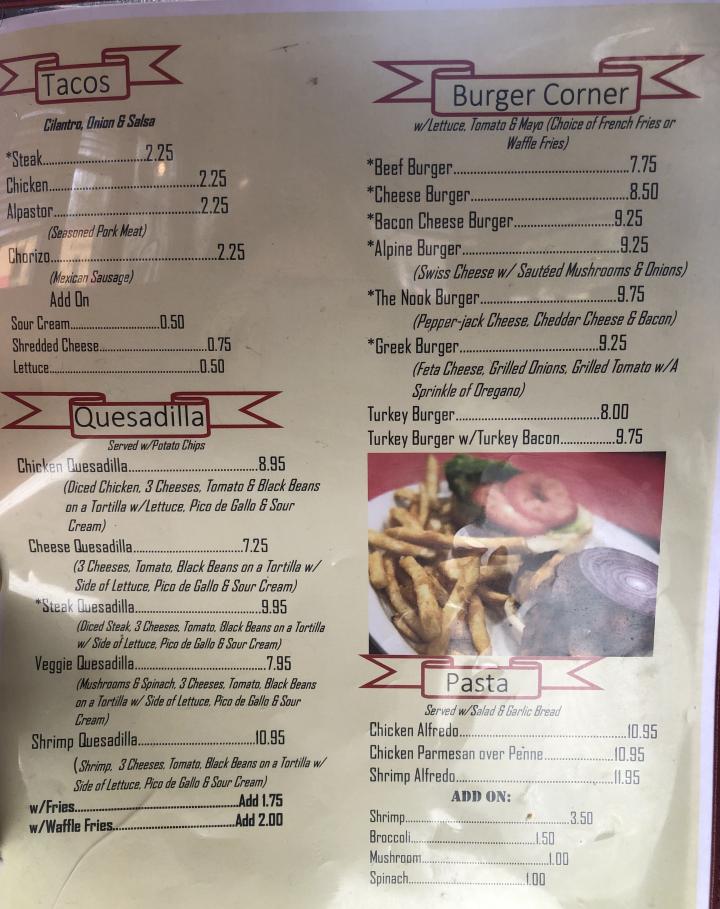 Tacos
Cilantro, Onion & Salsa
*Steak..............................2.25
Chicken..........................................2.25
Alpastor..........................................2.25
(Seasoned Pork Meat)
Chorizo...............................................2.25
(Mexican Sausage)
Add On
Sour Cream..............................0.50
Shredded Cheese....................................0.75
Lettuce..................................................0.50
Quesadilla
Served w/Potato Chips
Chicken Quesadilla.......................................8.95
(Diced Chicken, 3 Cheeses, Tomato & Black Beans
on a Tortilla w/Lettuce, Pico de Gallo & Sour
Cream)
Cheese Quesadilla.................................7.25
(3 Cheeses, Tomato, Black Beans on a Tortilla w/
Side of Lettuce, Pico de Gallo & Sour Cream)
*Steak Quesadilla.....................................9.95
(Diced Steak, 3 Cheeses, Tomato, Black Beans on a Tortilla
w/ Side of Lettuce, Pico de Gallo & Sour Cream)
Veggie Quesadilla.......................................7.95
(Mushrooms & Spinach, 3 Cheeses, Tomato, Black Beans
on a Tortilla w/ Side of Lettuce, Pico de Gallo & Sour
Cream)
Shrimp Quesadilla...................................10.95
(Shrimp, 3 Cheeses, Tomato, Black Beans on a Tortilla w/
Side of Lettuce, Pico de Gallo & Sour Cream)
w/Fries...............................................Add 1.75
w/Waffle Fries...................................Add 2.00
Burger Corner
w/Lettuce, Tomato & Mayo (Choice of French Fries or
Waffle Fries)
*Beef Burger.....................................................7.75
*Cheese Burger................................................8.50
*Bacon Cheese Burger.............................9.25
*Alpine Burger...............................................9.25
(Swiss Cheese w/ Sautéed Mushrooms & Onions)
*The Nook Burger.........................................9.75
(Pepper-jack Cheese, Cheddar Cheese & Bacon)
*Greek Burger..........................................9.25
(Feta Cheese, Grilled Onions, Grilled Tomato w/A
Sprinkle of Oregano)
Turkey Burger...........................................8.00
Turkey Burger w/Turkey Bacon................9.75
Pasta
Served w/Salad & Garlic Bread
Chicken Alfredo..................................................10.95
Chicken Parmesan over Penne.....................10.95
Shrimp Alfredo...............................................11.95
ADD ON:
Shrimp..................................................3.50
Broccoli......................................1.50
Mushroom......................................1.00
Spinach...................................1.00